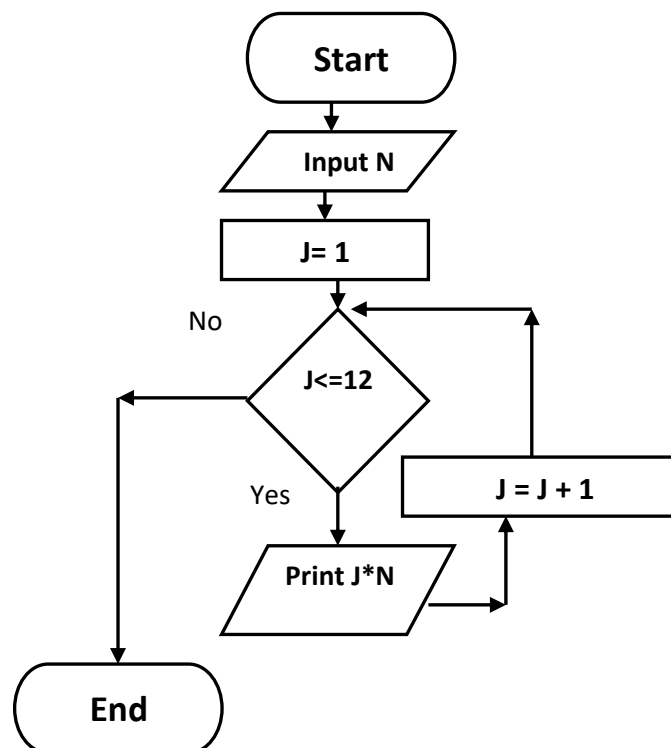 Start
Input N
J= 1
No
J<=12
J = J + 1
Yes
Print J*N
End